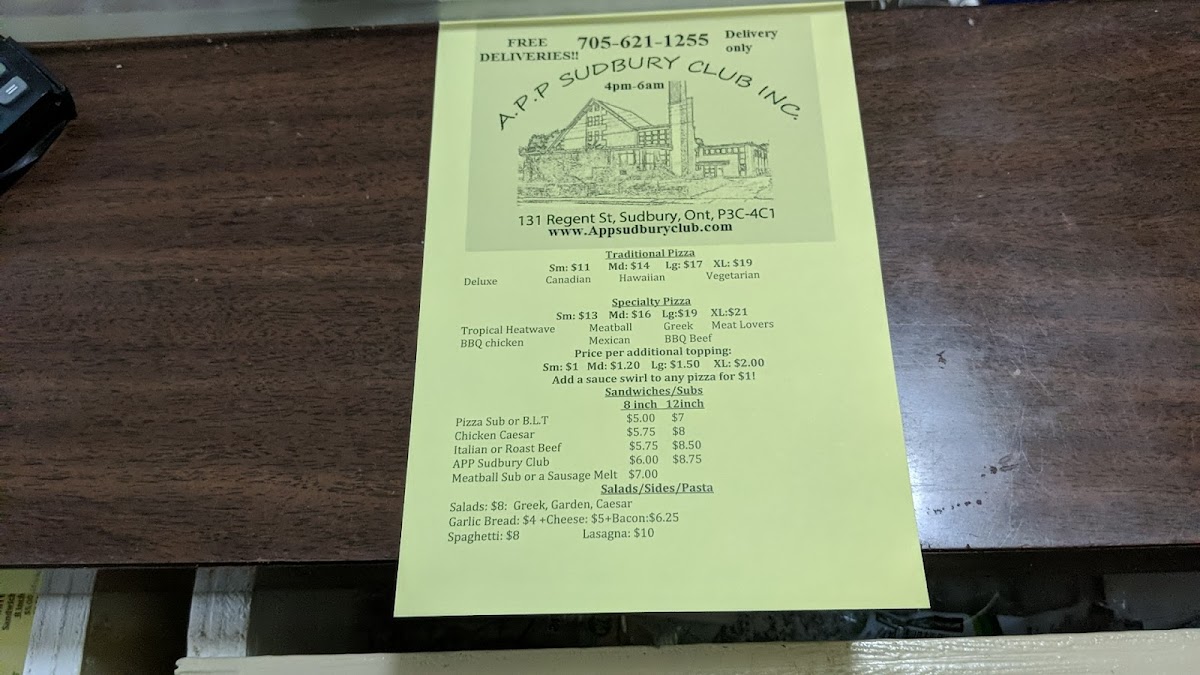 FREE DELIVERIES!! 705-621-1255 Delivery only
A.P.P SUDBURY CLUB INC.
4pm-6am
131 Regent St, Sudbury, Ont, P3C-4C1
www.Appsudburyclub.com
Traditional Pizza
Sm: $11 Md: $14 Lg: $17 XL: $19
Deluxe Canadian Hawaiian Vegetarian
Specialty Pizza
Sm: $13 Md: $16 Lg:$19 XL:$21
Tropical Heatwave Meatball Greek Meat Lovers
BBQ chicken Mexican BBQ Beef
Price per additional topping:
Sm: $1 Md: $1.20 Lg: $1.50 XL: $2.00
Add a sauce swirl to any pizza for $1!
Sandwiches/Subs
8 inch 12inch
Pizza Sub or B.L.T $5.00 $7
Chicken Caesar $5.75 $8
Italian or Roast Beef $5.75 $8.50
APP Sudbury Club $6.00 $8.75
Meatball Sub or a Sausage Melt $7.00
Salads/Sides/Pasta
Salads: $8: Greek, Garden, Caesar
Garlic Bread: $4 +Cheese: $5+Bacon:$6.25
Spaghetti: $8 Lasagna: $10